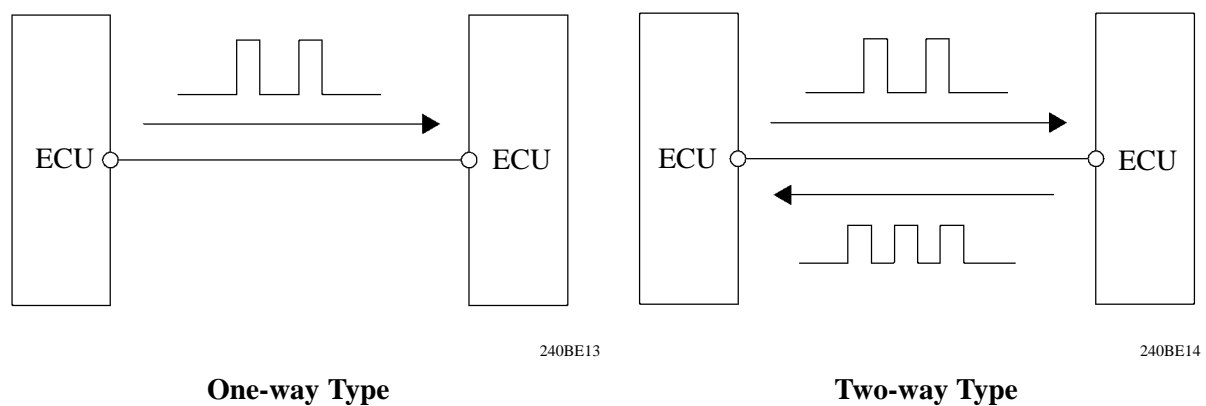 ECU
ECU
240BE13
One-way Type
ECU
ECU
240BE14
Two-way Type